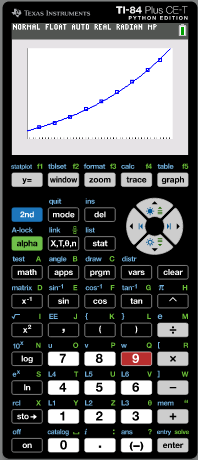 TEXAS INSTRUMENTS TI-84 Plus CE-T
PYTHON EDITION
NORMAL FLOAT AUTO REAL RADIAN MP
statplot f1 tblset f2 format f3 calc f4 table f5
y= window zoom trace graph
quit ins
2nd mode del
A-lock link list
alpha X,T,θ,n stat
test A angle B draw C distr
math apps prgm vars clear
matrix D sin⁻¹ E cos⁻¹ F tan⁻¹ G π H
x⁻¹ sin cos tan ^
√ I EE J { K } L e M
x² , ( ) ÷
10ˣ N u O v P w Q [ R
log 7 8 9 ×
eˣ S L4 T L5 U L6 V ] W
ln 4 5 6 −
rcl X L1 Y L2 Z L3 θ mem "
sto→ 1 2 3 +
off catalog ⎵ i : ans ? entry solve
on 0 . (−) enter